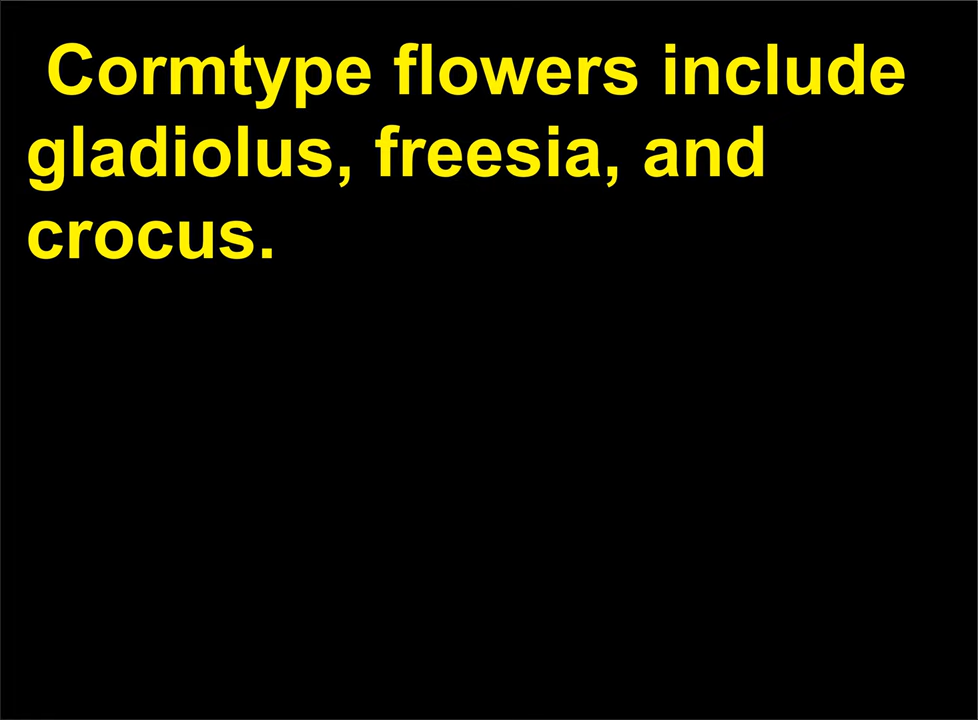 Cormtype flowers include
gladiolus, freesia, and
crocus.